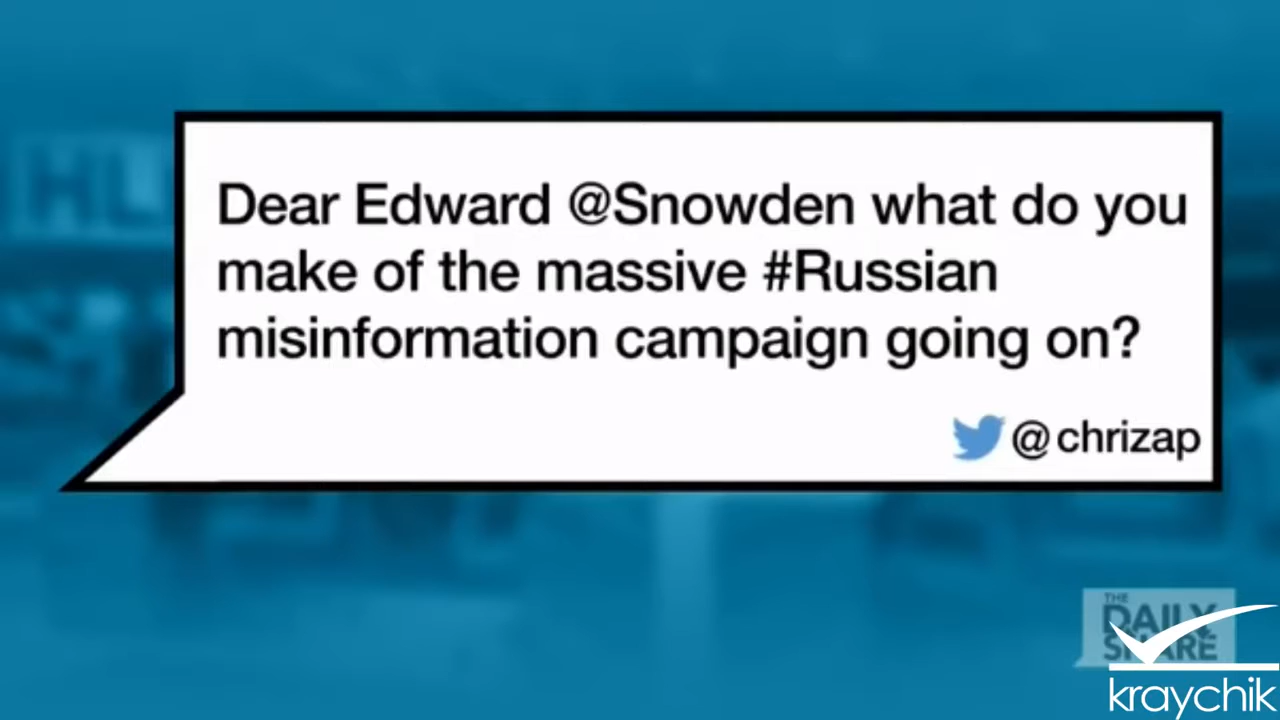 HL
Dear Edward @Snowden what do you
make of the massive #Russian
misinformation campaign going on?
@chrizap
THE
DAILY
SHARE
kraychik